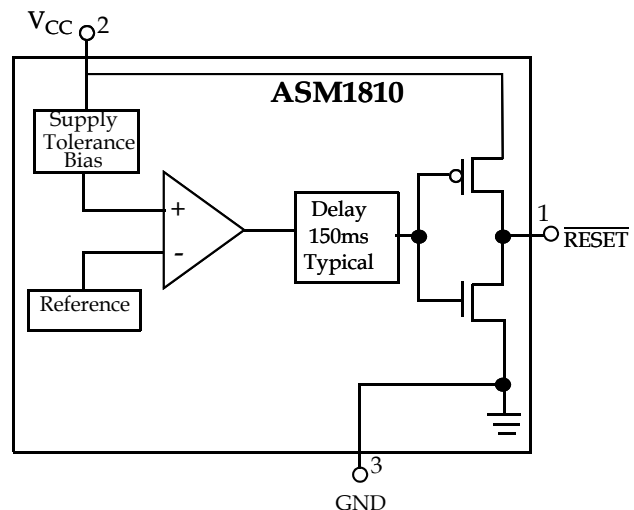 VCC 2
ASM1810
Supply
Tolerance
Bias
+
-
Reference
Delay
150ms
Typical
1
RESET
3
GND